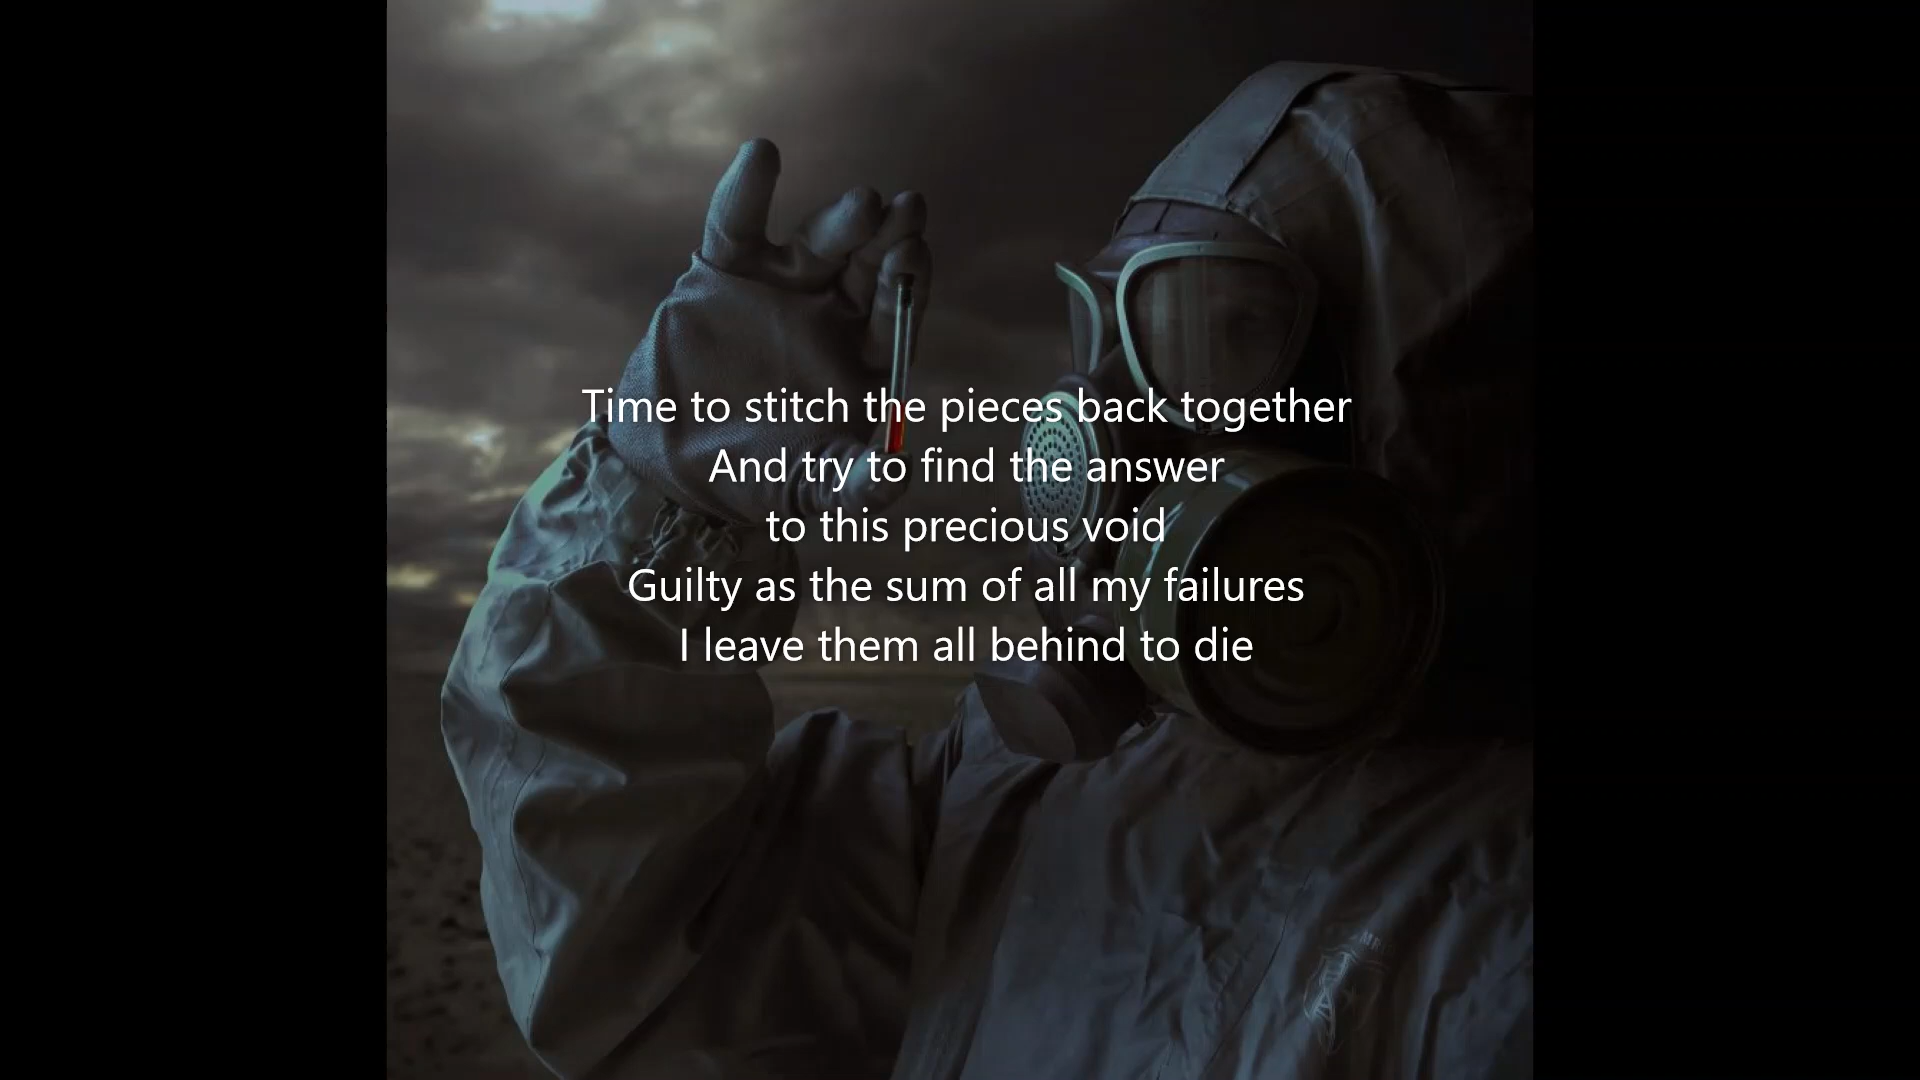 Time to stitch the pieces back together
And try to find the answer
to this precious void
Guilty as the sum of all my failures
I leave them all behind to die